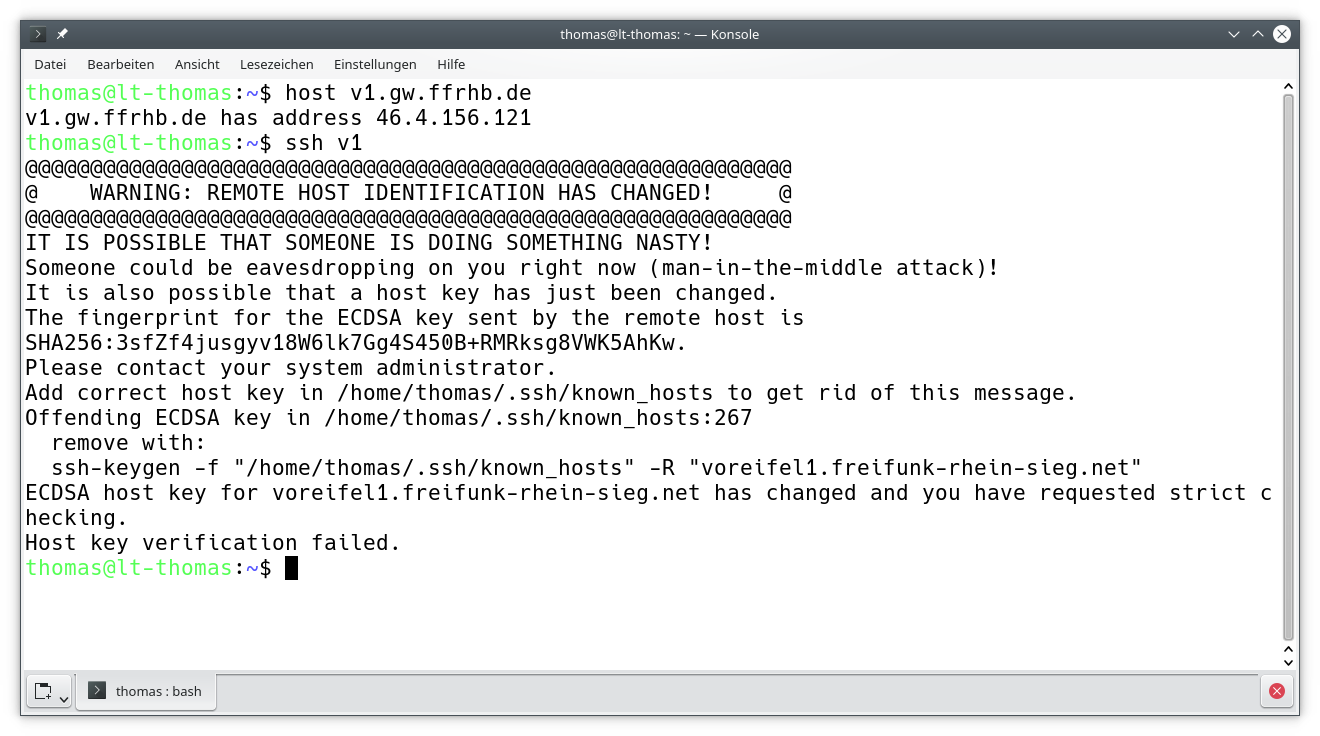 thomas@lt-thomas: ~ — Konsole
Datei Bearbeiten Ansicht Lesezeichen Einstellungen Hilfe
thomas@lt-thomas:~$ host v1.gw.ffrhb.de
v1.gw.ffrhb.de has address 46.4.156.121
thomas@lt-thomas:~$ ssh v1
@@@@@@@@@@@@@@@@@@@@@@@@@@@@@@@@@@@@@@@@@@@@@@@@@@@@@@@@@@@
@    WARNING: REMOTE HOST IDENTIFICATION HAS CHANGED!     @
@@@@@@@@@@@@@@@@@@@@@@@@@@@@@@@@@@@@@@@@@@@@@@@@@@@@@@@@@@@
IT IS POSSIBLE THAT SOMEONE IS DOING SOMETHING NASTY!
Someone could be eavesdropping on you right now (man-in-the-middle attack)!
It is also possible that a host key has just been changed.
The fingerprint for the ECDSA key sent by the remote host is
SHA256:3sfZf4jusgyv18W6lk7Gg4S450B+RMRksg8VWK5AhKw.
Please contact your system administrator.
Add correct host key in /home/thomas/.ssh/known_hosts to get rid of this message.
Offending ECDSA key in /home/thomas/.ssh/known_hosts:267
  remove with:
  ssh-keygen -f "/home/thomas/.ssh/known_hosts" -R "voreifel1.freifunk-rhein-sieg.net"
ECDSA host key for voreifel1.freifunk-rhein-sieg.net has changed and you have requested strict c
hecking.
Host key verification failed.
thomas@lt-thomas:~$
thomas : bash